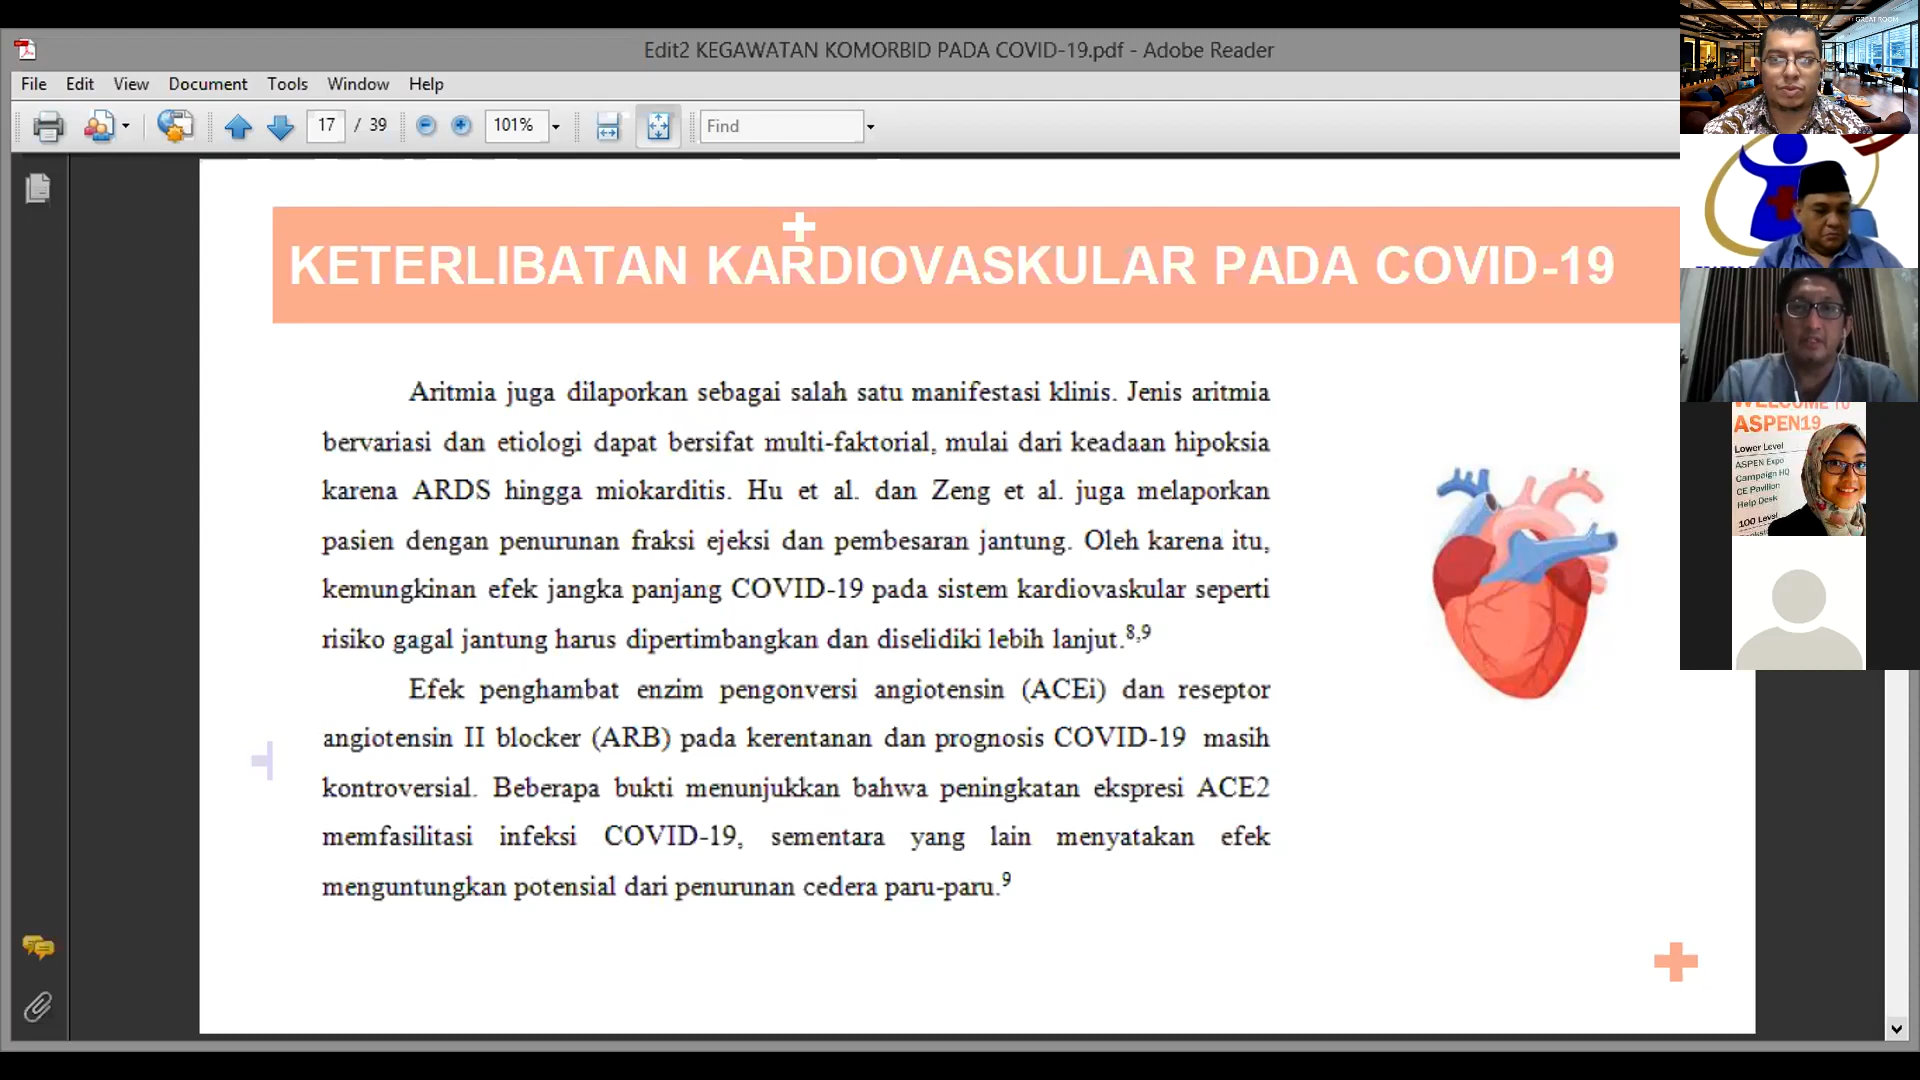 Edit2 KEGAWATAN KOMORBID PADA COVID-19.pdf - Adobe Reader
File Edit View Document Tools Window Help
17 / 39 101% Find
KETERLIBATAN KARDIOVASKULAR PADA COVID-19
Aritmia juga dilaporkan sebagai salah satu manifestasi klinis. Jenis aritmia
bervariasi dan etiologi dapat bersifat multi-faktorial, mulai dari keadaan hipoksia
karena ARDS hingga miokarditis. Hu et al. dan Zeng et al. juga melaporkan
pasien dengan penurunan fraksi ejeksi dan pembesaran jantung. Oleh karena itu,
kemungkinan efek jangka panjang COVID-19 pada sistem kardiovaskular seperti
risiko gagal jantung harus dipertimbangkan dan diselidiki lebih lanjut.8,9
Efek penghambat enzim pengonversi angiotensin (ACEi) dan reseptor
angiotensin II blocker (ARB) pada kerentanan dan prognosis COVID-19 masih
kontroversial. Beberapa bukti menunjukkan bahwa peningkatan ekspresi ACE2
memfasilitasi infeksi COVID-19, sementara yang lain menyatakan efek
menguntungkan potensial dari penurunan cedera paru-paru.9
GREAT ROOM
WELCOME TO
ASPEN19
Lower Level
ASPEN Expo
Campaign HQ
CE Pavilion
Help Desk
100 Level